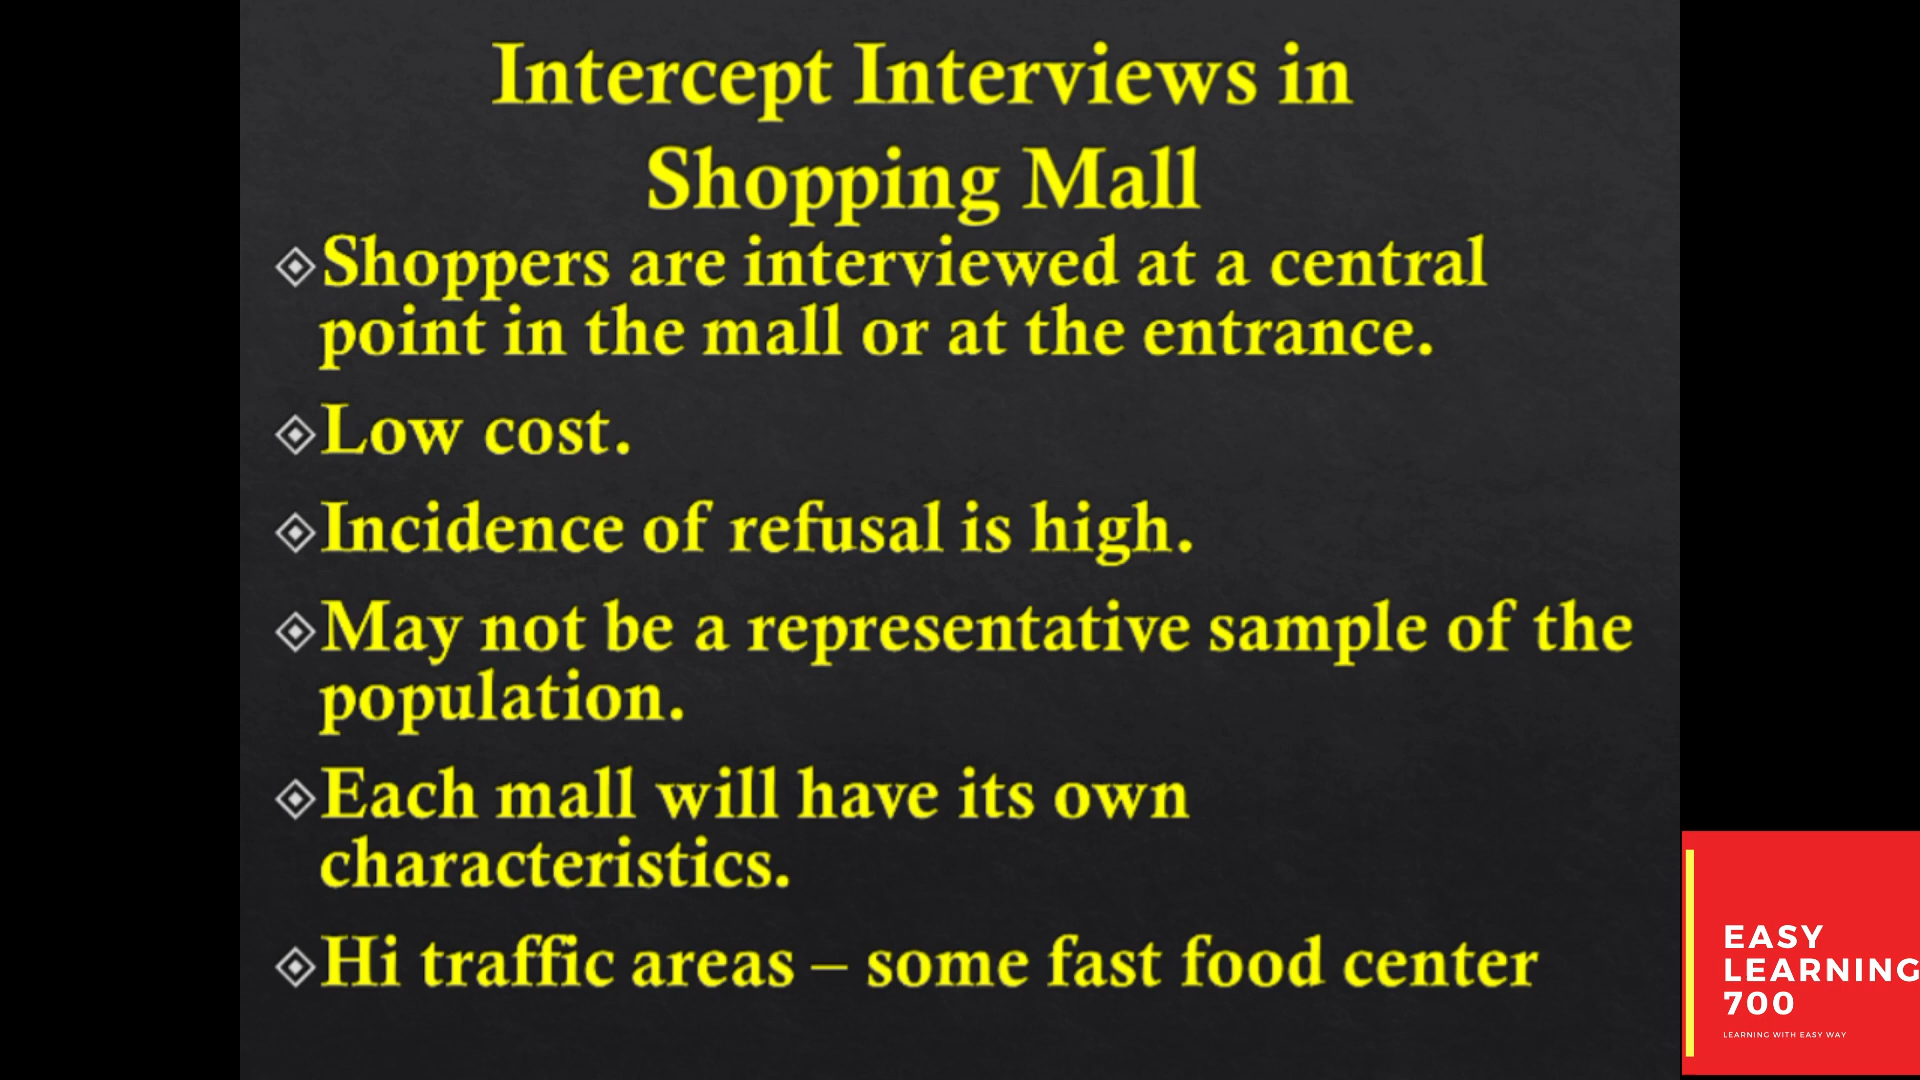 Intercept Interviews in
Shopping Mall
Shoppers are interviewed at a central
point in the mall or at the entrance.
Low cost.
Incidence of refusal is high.
May not be a representative sample of the
population.
Each mall will have its own
characteristics.
Hi traffic areas – some fast food center
EASY
LEARNING
700
LEARNING WITH EASY WAY